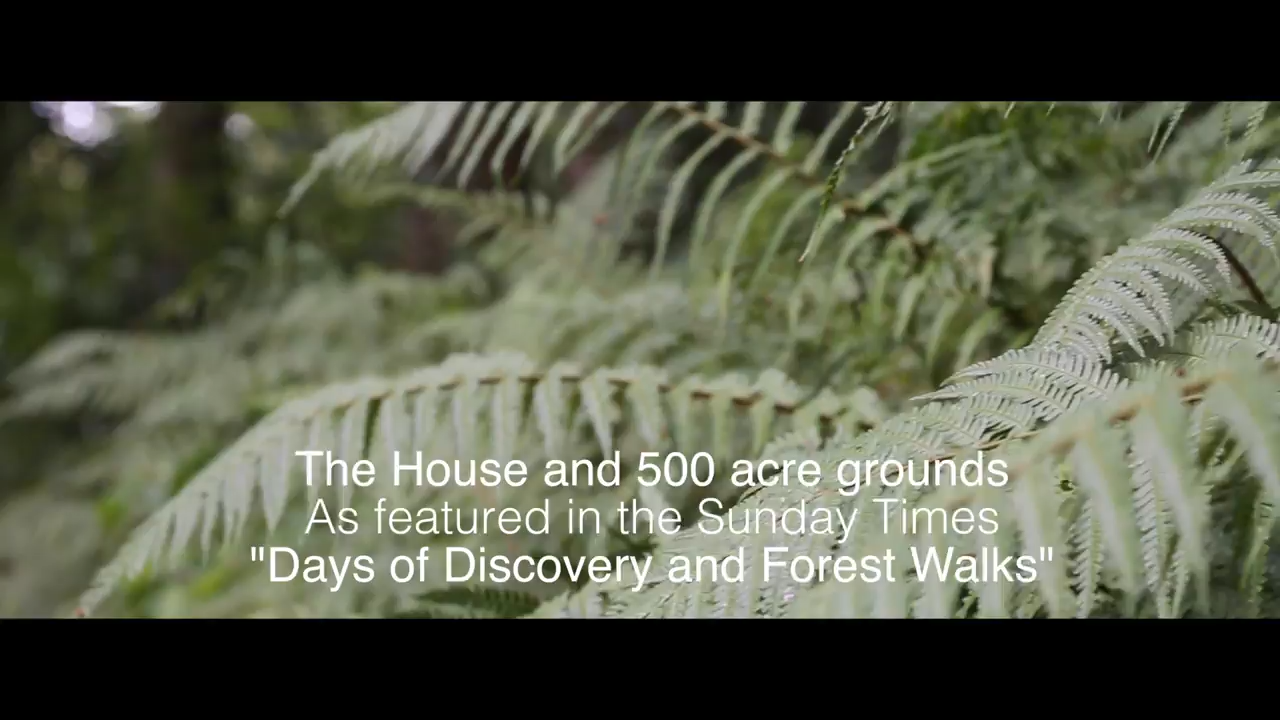 The House and 500 acre grounds
As featured in the Sunday Times
"Days of Discovery and Forest Walks"